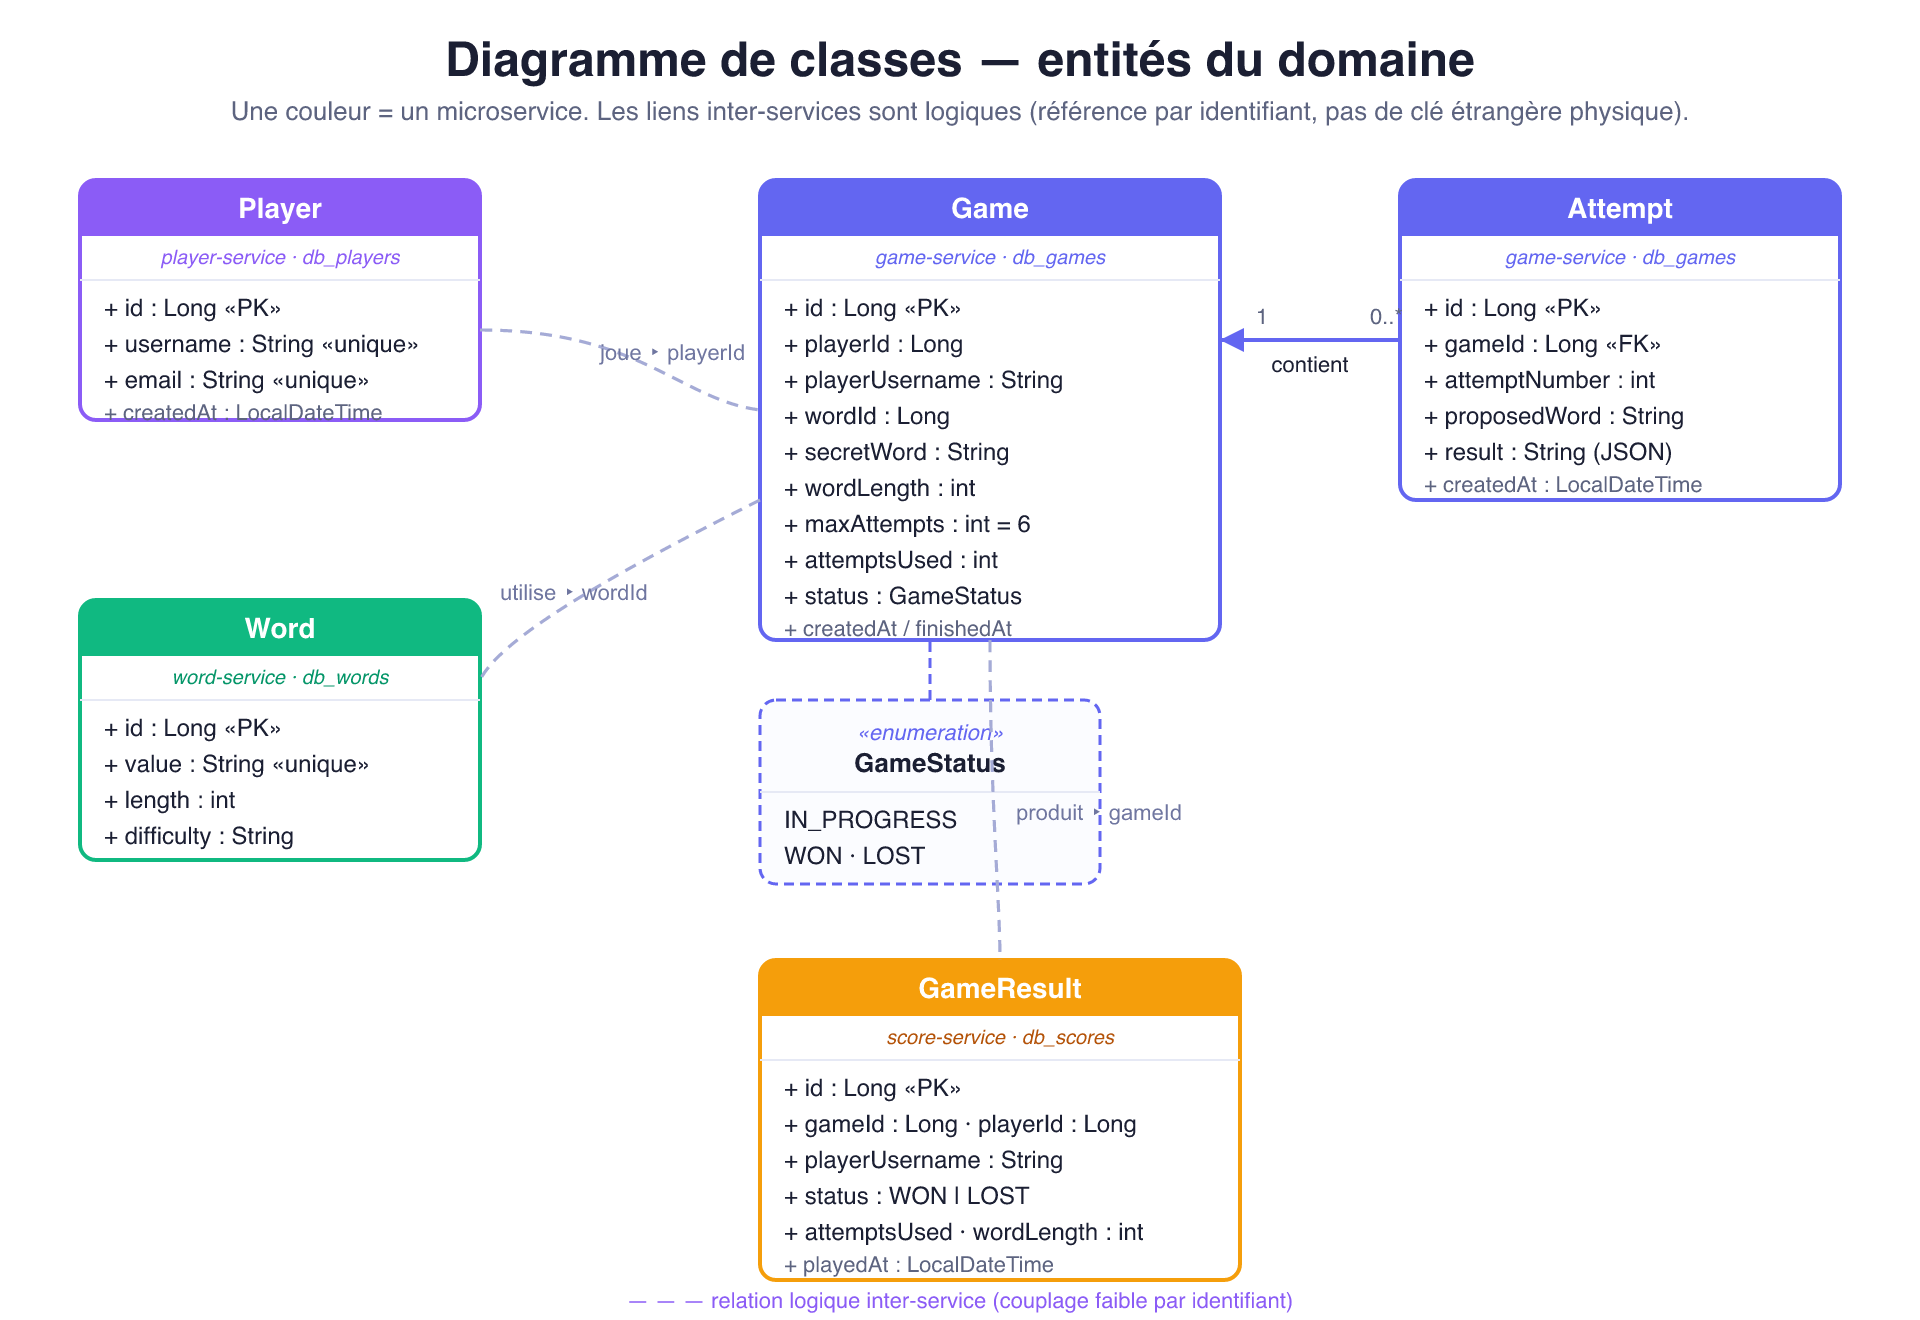 Diagramme de classes — entités du domaine
Une couleur = un microservice. Les liens inter-services sont logiques (référence par identifiant, pas de clé étrangère physique).
Player
player-service · db_players
+ id : Long «PK»
+ username : String «unique»
+ email : String «unique»
+ createdAt : LocalDateTime
joue ‣ playerId
Game
game-service · db_games
+ id : Long «PK»
+ playerId : Long
+ playerUsername : String
+ wordId : Long
+ secretWord : String
+ wordLength : int
+ maxAttempts : int = 6
+ attemptsUsed : int
+ status : GameStatus
+ createdAt / finishedAt
1
0..*
contient
Attempt
game-service · db_games
+ id : Long «PK»
+ gameId : Long «FK»
+ attemptNumber : int
+ proposedWord : String
+ result : String (JSON)
+ createdAt : LocalDateTime
utilise ‣ wordId
Word
word-service · db_words
+ id : Long «PK»
+ value : String «unique»
+ length : int
+ difficulty : String
«enumeration»
GameStatus
IN_PROGRESS
WON · LOST
produit ‣ gameId
GameResult
score-service · db_scores
+ id : Long «PK»
+ gameId : Long · playerId : Long
+ playerUsername : String
+ status : WON | LOST
+ attemptsUsed · wordLength : int
+ playedAt : LocalDateTime
— — — relation logique inter-service (couplage faible par identifiant)